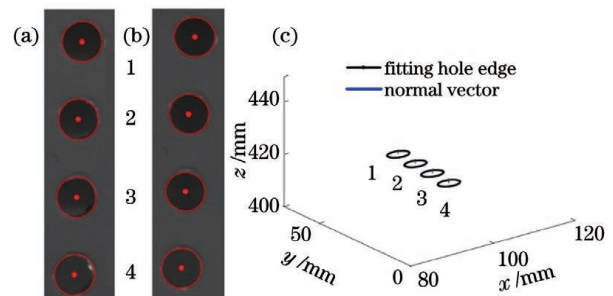 (a)
(b)
(c)
1
2
3
4
fitting hole edge
normal vector
440
420
400
z /mm
1
2
3
4
50
0
y /mm
80
100
120
x /mm